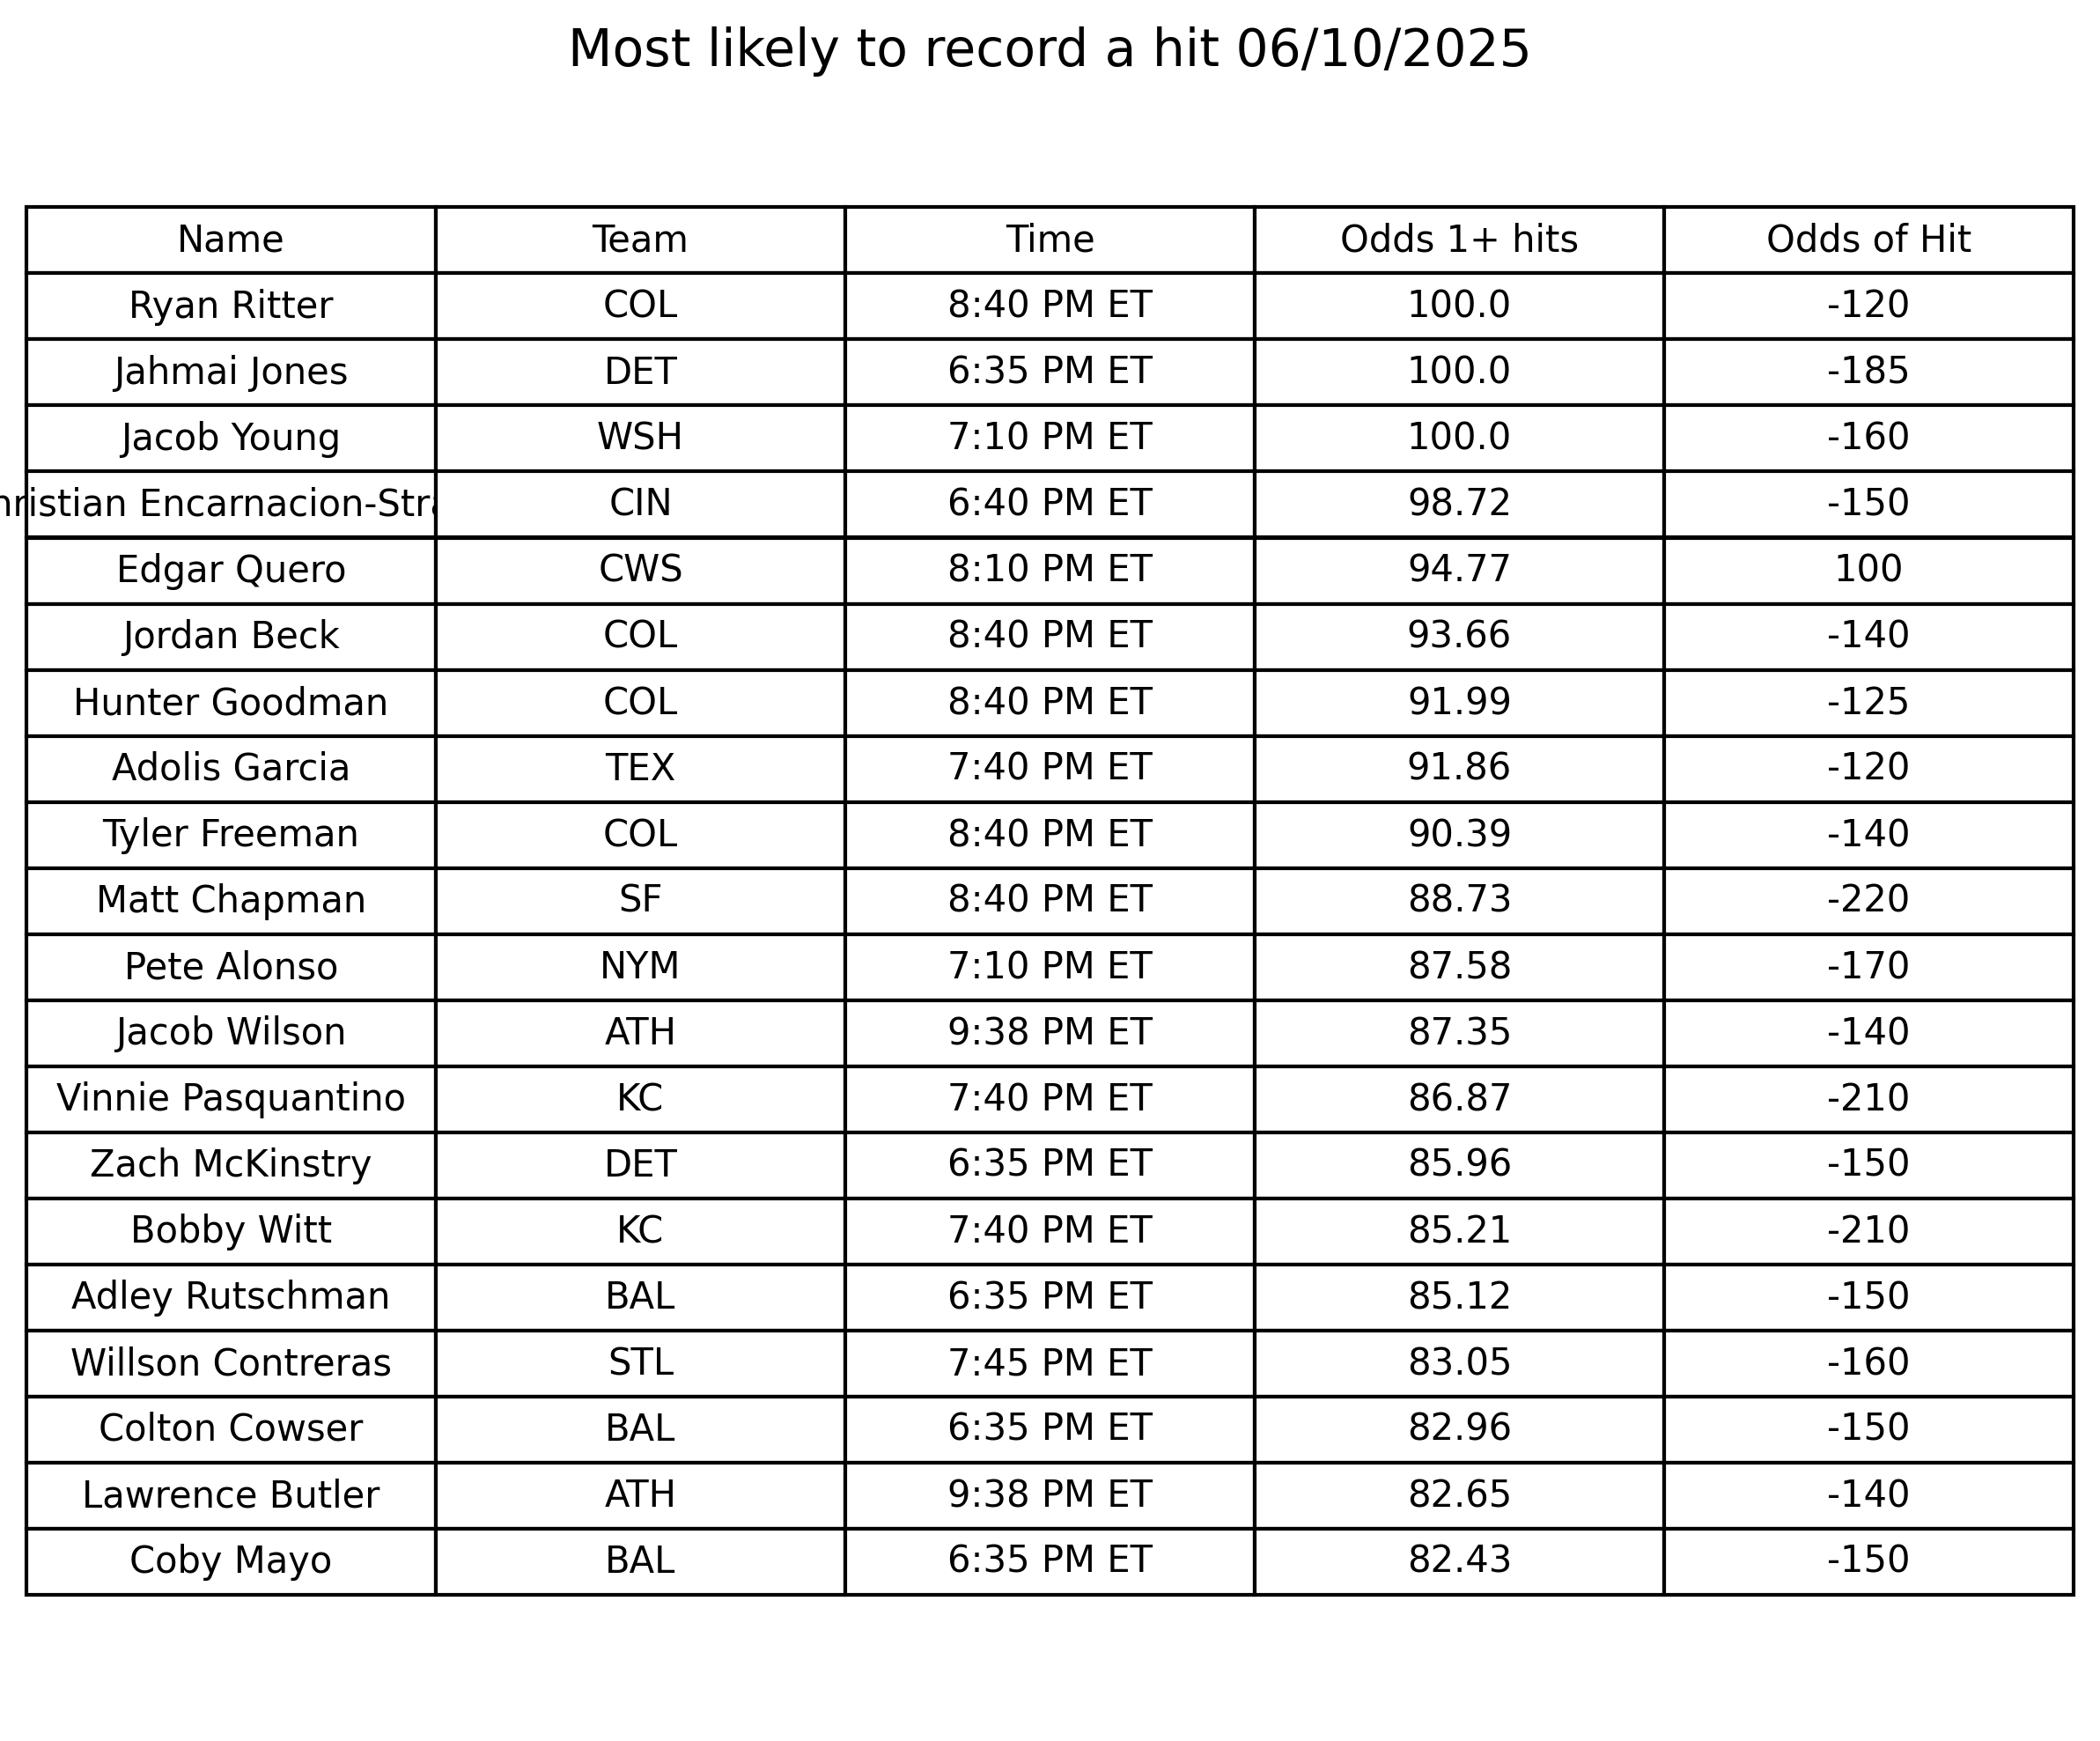 Most likely to record a hit 06/10/2025
Name Team Time Odds 1+ hits Odds of Hit
Ryan Ritter COL 8:40 PM ET 100.0 -120
Jahmai Jones DET 6:35 PM ET 100.0 -185
Jacob Young WSH 7:10 PM ET 100.0 -160
hristian Encarnacion-Stra CIN 6:40 PM ET 98.72 -150
Edgar Quero CWS 8:10 PM ET 94.77 100
Jordan Beck COL 8:40 PM ET 93.66 -140
Hunter Goodman COL 8:40 PM ET 91.99 -125
Adolis Garcia TEX 7:40 PM ET 91.86 -120
Tyler Freeman COL 8:40 PM ET 90.39 -140
Matt Chapman SF 8:40 PM ET 88.73 -220
Pete Alonso NYM 7:10 PM ET 87.58 -170
Jacob Wilson ATH 9:38 PM ET 87.35 -140
Vinnie Pasquantino KC 7:40 PM ET 86.87 -210
Zach McKinstry DET 6:35 PM ET 85.96 -150
Bobby Witt KC 7:40 PM ET 85.21 -210
Adley Rutschman BAL 6:35 PM ET 85.12 -150
Willson Contreras STL 7:45 PM ET 83.05 -160
Colton Cowser BAL 6:35 PM ET 82.96 -150
Lawrence Butler ATH 9:38 PM ET 82.65 -140
Coby Mayo BAL 6:35 PM ET 82.43 -150